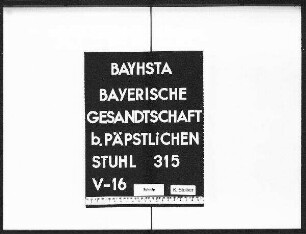 BAYHSTA
BAYERISCHE
GESANDTSCHAFT
b. PÄPSTLiCHEN
STUHL 315
V-16